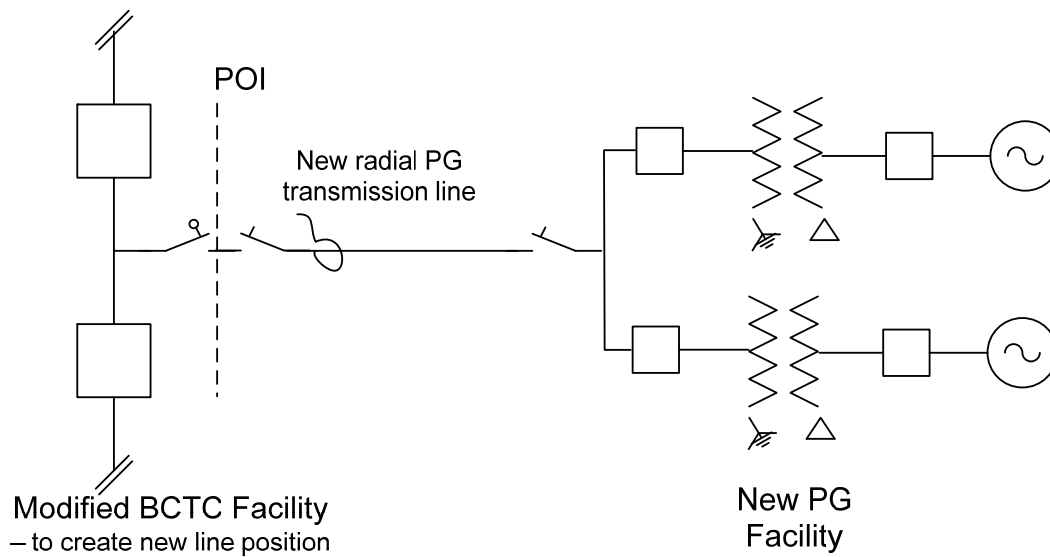 POI
New radial PG
transmission line
Modified BCTC Facility
– to create new line position
New PG
Facility